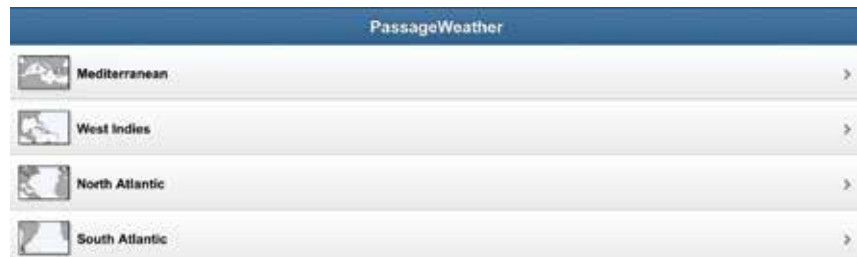 PassageWeather
Mediterranean
West Indies
North Atlantic
South Atlantic